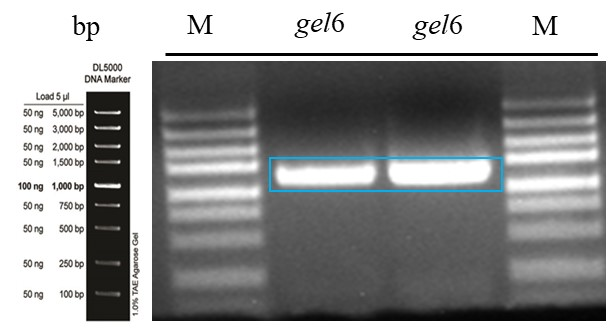 bp M gel6 gel6 M
DL5000
DNA Marker
Load 5 µl
50 ng 5,000 bp
50 ng 3,000 bp
50 ng 2,000 bp
50 ng 1,500 bp
100 ng 1,000 bp
50 ng 750 bp
50 ng 500 bp
50 ng 250 bp
50 ng 100 bp
1.0% TAE Agarose Gel